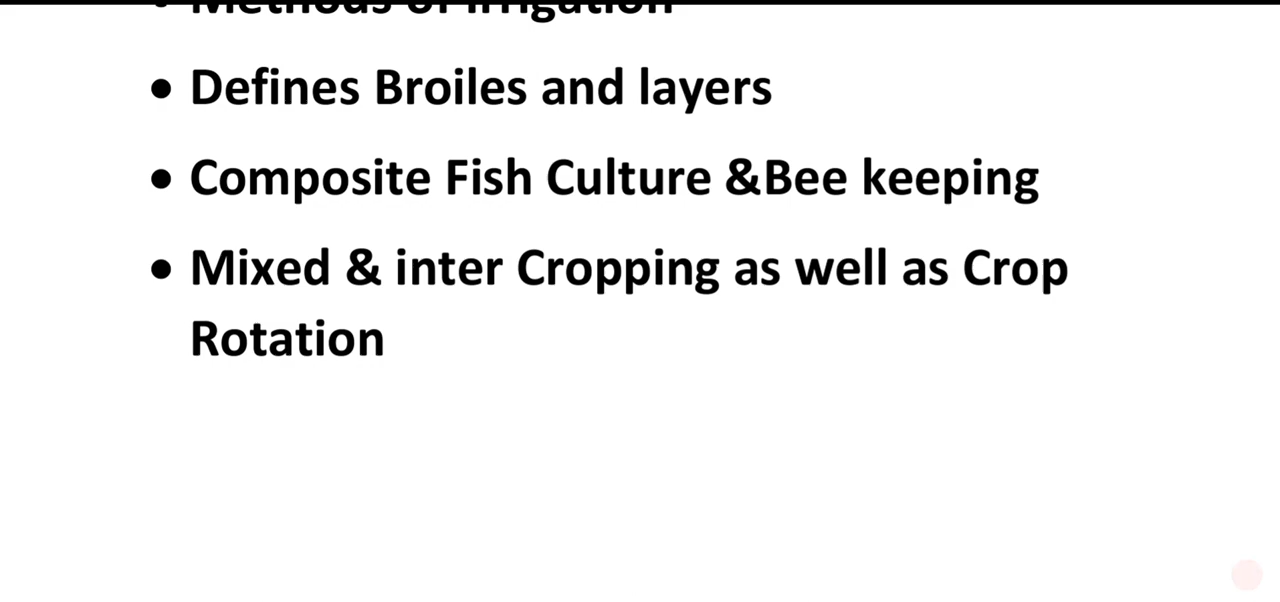 • Methods of Irrigation
• Defines Broiles and layers
• Composite Fish Culture &Bee keeping
• Mixed & inter Cropping as well as Crop
Rotation